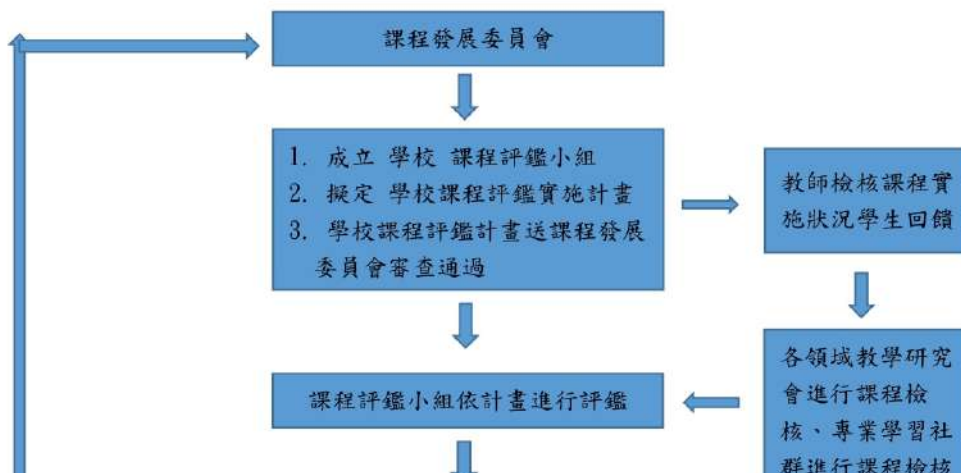 課程發展委員會
1. 成立 學校 課程評鑑小組
2. 擬定 學校課程評鑑實施計畫
3. 學校課程評鑑計畫送課程發展
委員會審查通過
教師檢核課程實
施狀況學生回饋
課程評鑑小組依計畫進行評鑑
各領域教學研究
會進行課程檢
核、專業學習社
群進行課程檢核